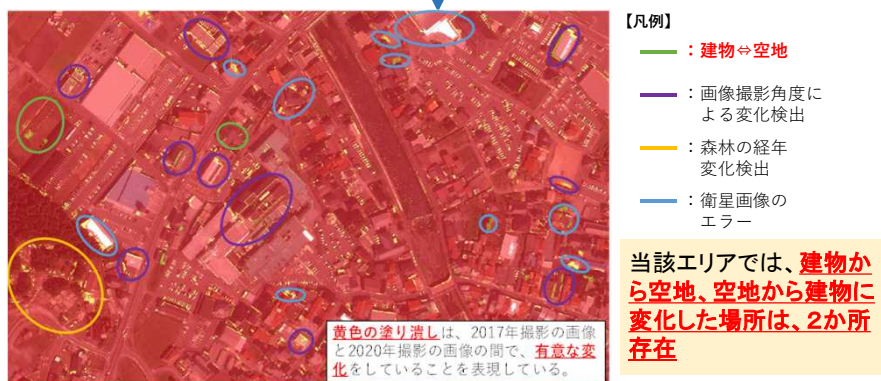 【凡例】
：建物⇔空地
：画像撮影角度に
よる変化検出
：森林の経年
変化検出
：衛星画像の
エラー
当該エリアでは、建物か
ら空地、空地から建物に
変化した場所は、2か所
存在
黄色の塗り潰しは、2017年撮影の画像
と2020年撮影の画像の間で、有意な変
化をしていることを表現している。